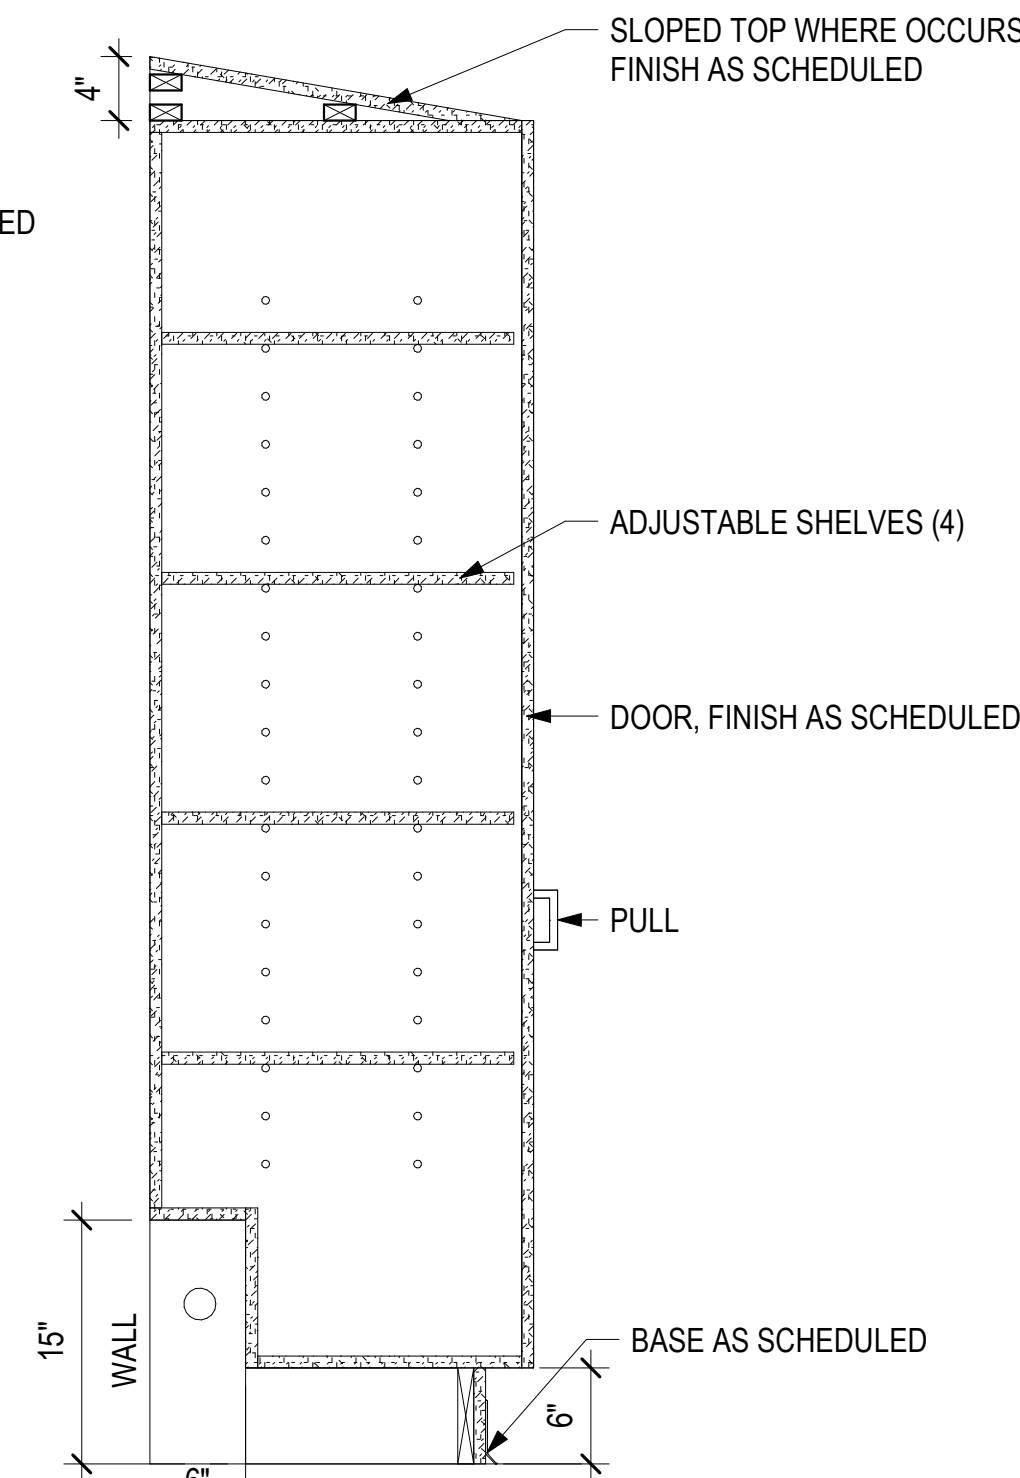 SLOPED TOP WHERE OCCURS
FINISH AS SCHEDULED
4"
ED
ADJUSTABLE SHELVES (4)
DOOR, FINISH AS SCHEDULED
PULL
15"
WALL
BASE AS SCHEDULED
6"
6"